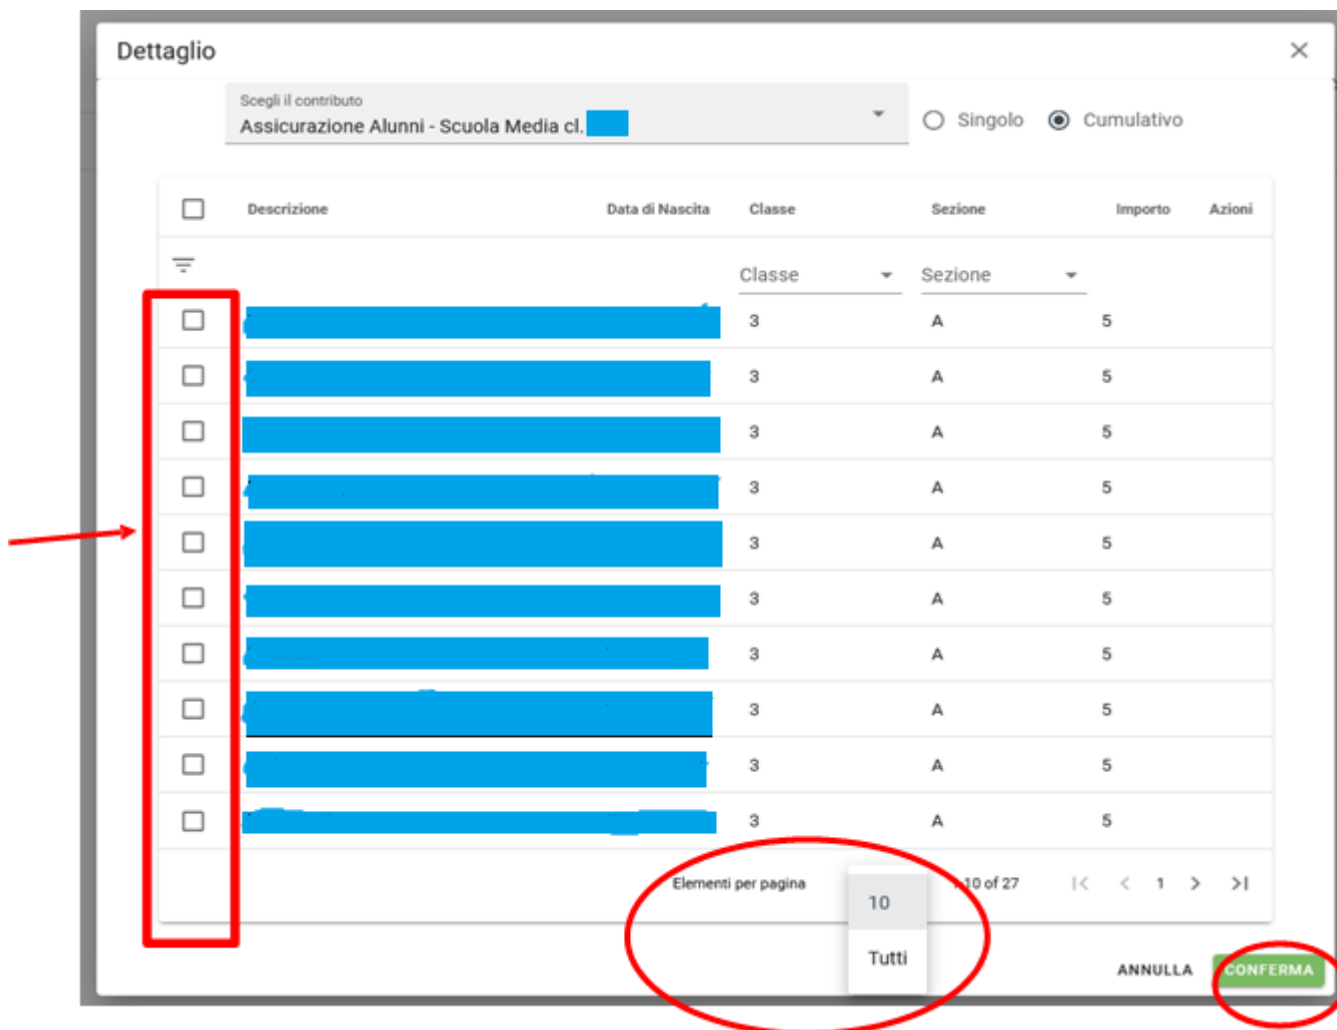 Dettaglio
Scegli il contributo
Assicurazione Alunni - Scuola Media cl.
Singolo Cumulativo
Descrizione Data di Nascita Classe Sezione Importo Azioni
Classe Sezione
3 A 5
3 A 5
3 A 5
3 A 5
3 A 5
3 A 5
3 A 5
3 A 5
3 A 5
3 A 5
Elementi per pagina 10 of 27 1
10
Tutti
ANNULLA CONFERMA